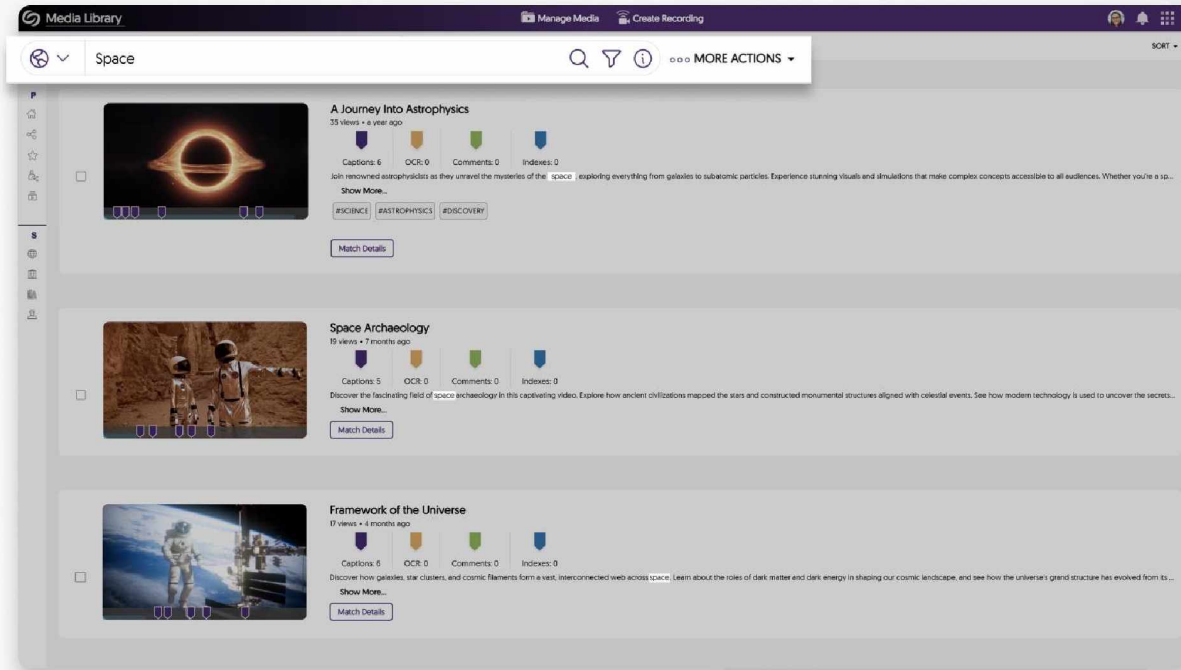 Media Library
Manage Media
Create Recording
Space
MORE ACTIONS
SORT
P
S
A Journey Into Astrophysics
35 views • a year ago
Captions: 6 OCR: 0 Comments: 0 Indexes: 0
Join renowned astrophysicists as they unravel the mysteries of the space, exploring everything from galaxies to subatomic particles. Experience stunning visuals and simulations that make complex concepts accessible to all audiences. Whether you're a sp...
Show More...
#SCIENCE #ASTROPHYSICS #DISCOVERY
Match Details
Space Archaeology
19 views • 7 months ago
Captions: 5 OCR: 0 Comments: 0 Indexes: 0
Discover the fascinating field of space archaeology in this captivating video. Explore how ancient civilizations mapped the stars and constructed monumental structures aligned with celestial events. See how modern technology is used to uncover the secrets...
Show More...
Match Details
Framework of the Universe
17 views • 4 months ago
Captions: 6 OCR: 0 Comments: 0 Indexes: 0
Discover how galaxies, star clusters, and cosmic filaments form a vast, interconnected web across space. Learn about the roles of dark matter and dark energy in shaping our cosmic landscape, and see how the universe's grand structure has evolved from its ...
Show More...
Match Details